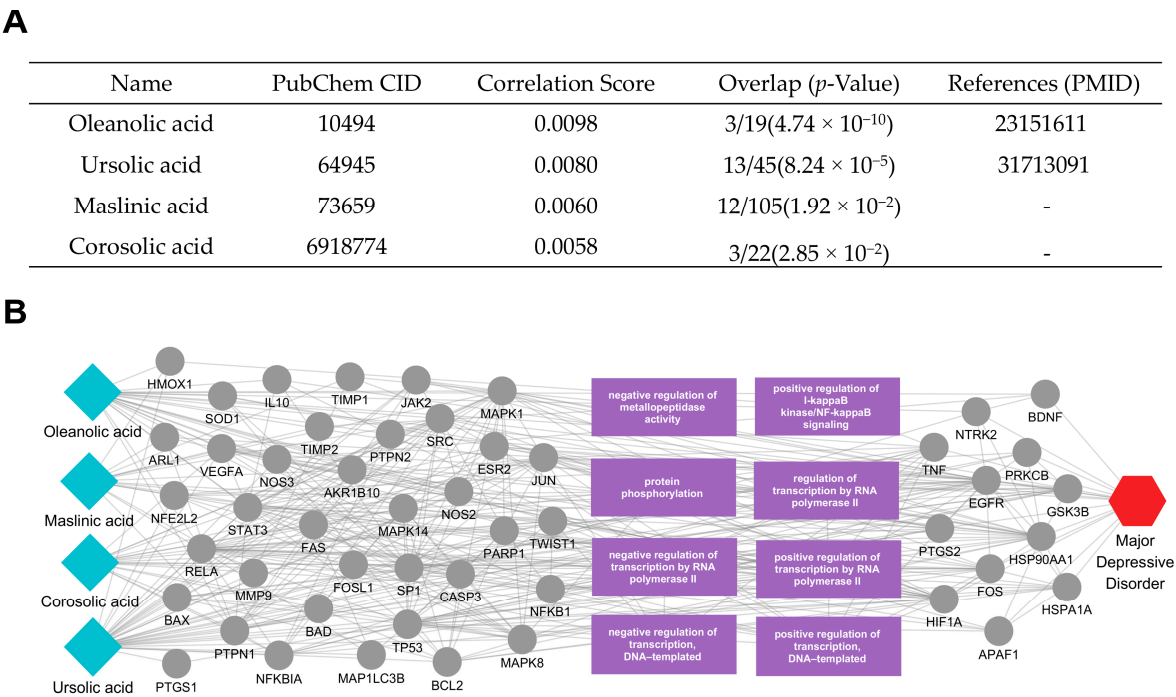 A
Name PubChem CID Correlation Score Overlap (p-Value) References (PMID)
Oleanolic acid 10494 0.0098 3/19(4.74 × 10⁻¹⁰) 23151611
Ursolic acid 64945 0.0080 13/45(8.24 × 10⁻⁵) 31713091
Maslinic acid 73659 0.0060 12/105(1.92 × 10⁻²) -
Corosolic acid 6918774 0.0058 3/22(2.85 × 10⁻²) -
B
Oleanolic acid
Maslinic acid
Corosolic acid
Ursolic acid
HMOX1
SOD1
IL10
TIMP1
JAK2
MAPK1
ARL1
VEGFA
NOS3
TIMP2
PTPN2
SRC
ESR2
JUN
AKR1B10
NFE2L2
STAT3
FAS
MAPK14
NOS2
PARP1
TWIST1
RELA
MMP9
FOSL1
SP1
CASP3
NFKB1
BAX
PTPN1
BAD
TP53
MAPK8
PTGS1
NFKBIA
MAP1LC3B
BCL2
negative regulation of
metallopeptidase
activity
positive regulation of
I-kappaB
kinase/NF-kappaB
signaling
protein
phosphorylation
regulation of
transcription by RNA
polymerase II
negative regulation of
transcription by RNA
polymerase II
positive regulation of
transcription by RNA
polymerase II
negative regulation of
transcription,
DNA–templated
positive regulation of
transcription,
DNA–templated
BDNF
NTRK2
TNF
PRKCB
EGFR
GSK3B
PTGS2
HSP90AA1
FOS
HSPA1A
HIF1A
APAF1
Major
Depressive
Disorder